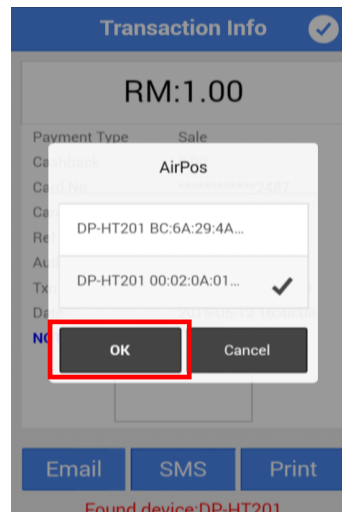 Transaction Info
RM:1.00
Payment Type Sale
AirPos
DP-HT201 BC:6A:29:4A...
DP-HT201 00:02:0A:01...
OK Cancel
Email SMS Print
Found device:DP-HT201